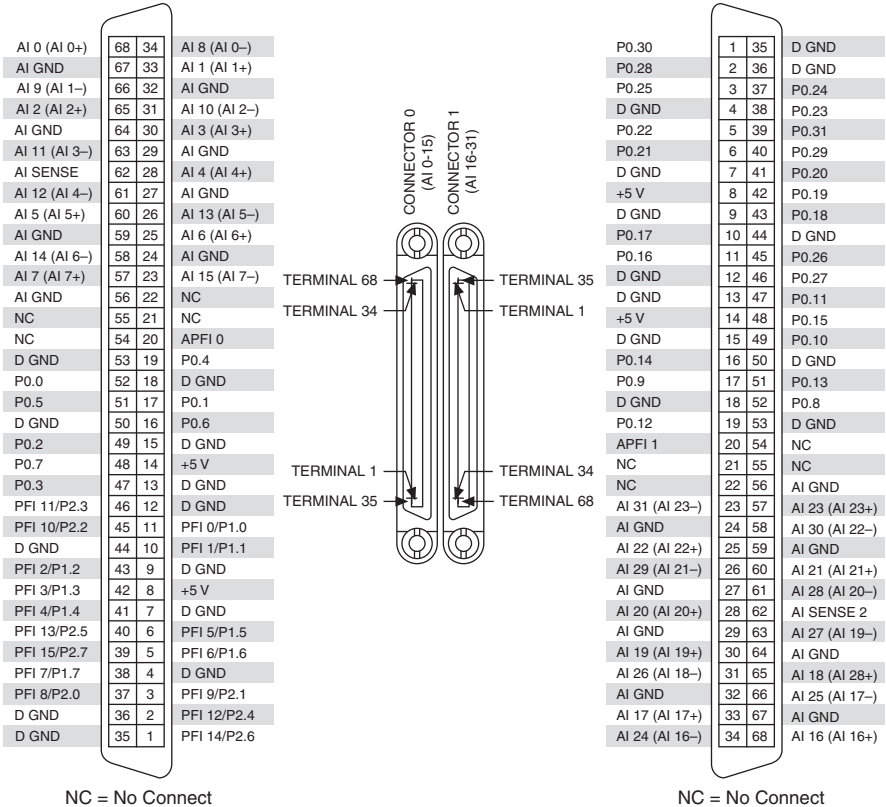 AI 0 (AI 0+) 68 34 AI 8 (AI 0–)
AI GND 67 33 AI 1 (AI 1+)
AI 9 (AI 1–) 66 32 AI GND
AI 2 (AI 2+) 65 31 AI 10 (AI 2–)
AI GND 64 30 AI 3 (AI 3+)
AI 11 (AI 3–) 63 29 AI GND
AI SENSE 62 28 AI 4 (AI 4+)
AI 12 (AI 4–) 61 27 AI GND
AI 5 (AI 5+) 60 26 AI 13 (AI 5–)
AI GND 59 25 AI 6 (AI 6+)
AI 14 (AI 6–) 58 24 AI GND
AI 7 (AI 7+) 57 23 AI 15 (AI 7–)
AI GND 56 22 NC
NC 55 21 NC
NC 54 20 APFI 0
D GND 53 19 P0.4
P0.0 52 18 D GND
P0.5 51 17 P0.1
D GND 50 16 P0.6
P0.2 49 15 D GND
P0.7 48 14 +5 V
P0.3 47 13 D GND
PFI 11/P2.3 46 12 D GND
PFI 10/P2.2 45 11 PFI 0/P1.0
D GND 44 10 PFI 1/P1.1
PFI 2/P1.2 43 9 D GND
PFI 3/P1.3 42 8 +5 V
PFI 4/P1.4 41 7 D GND
PFI 13/P2.5 40 6 PFI 5/P1.5
PFI 15/P2.7 39 5 PFI 6/P1.6
PFI 7/P1.7 38 4 D GND
PFI 8/P2.0 37 3 PFI 9/P2.1
D GND 36 2 PFI 12/P2.4
D GND 35 1 PFI 14/P2.6
NC = No Connect
CONNECTOR 0
(AI 0-15)
CONNECTOR 1
(AI 16-31)
TERMINAL 68
TERMINAL 35
TERMINAL 34
TERMINAL 1
TERMINAL 1
TERMINAL 34
TERMINAL 35
TERMINAL 68
P0.30 1 35 D GND
P0.28 2 36 D GND
P0.25 3 37 P0.24
D GND 4 38 P0.23
P0.22 5 39 P0.31
P0.21 6 40 P0.29
D GND 7 41 P0.20
+5 V 8 42 P0.19
D GND 9 43 P0.18
P0.17 10 44 D GND
P0.16 11 45 P0.26
D GND 12 46 P0.27
D GND 13 47 P0.11
+5 V 14 48 P0.15
D GND 15 49 P0.10
P0.14 16 50 D GND
P0.9 17 51 P0.13
D GND 18 52 P0.8
P0.12 19 53 D GND
APFI 1 20 54 NC
NC 21 55 NC
NC 22 56 AI GND
AI 31 (AI 23–) 23 57 AI 23 (AI 23+)
AI GND 24 58 AI 30 (AI 22–)
AI 22 (AI 22+) 25 59 AI GND
AI 29 (AI 21–) 26 60 AI 21 (AI 21+)
AI GND 27 61 AI 28 (AI 20–)
AI 20 (AI 20+) 28 62 AI SENSE 2
AI GND 29 63 AI 27 (AI 19–)
AI 19 (AI 19+) 30 64 AI GND
AI 26 (AI 18–) 31 65 AI 18 (AI 28+)
AI GND 32 66 AI 25 (AI 17–)
AI 17 (AI 17+) 33 67 AI GND
AI 24 (AI 16–) 34 68 AI 16 (AI 16+)
NC = No Connect